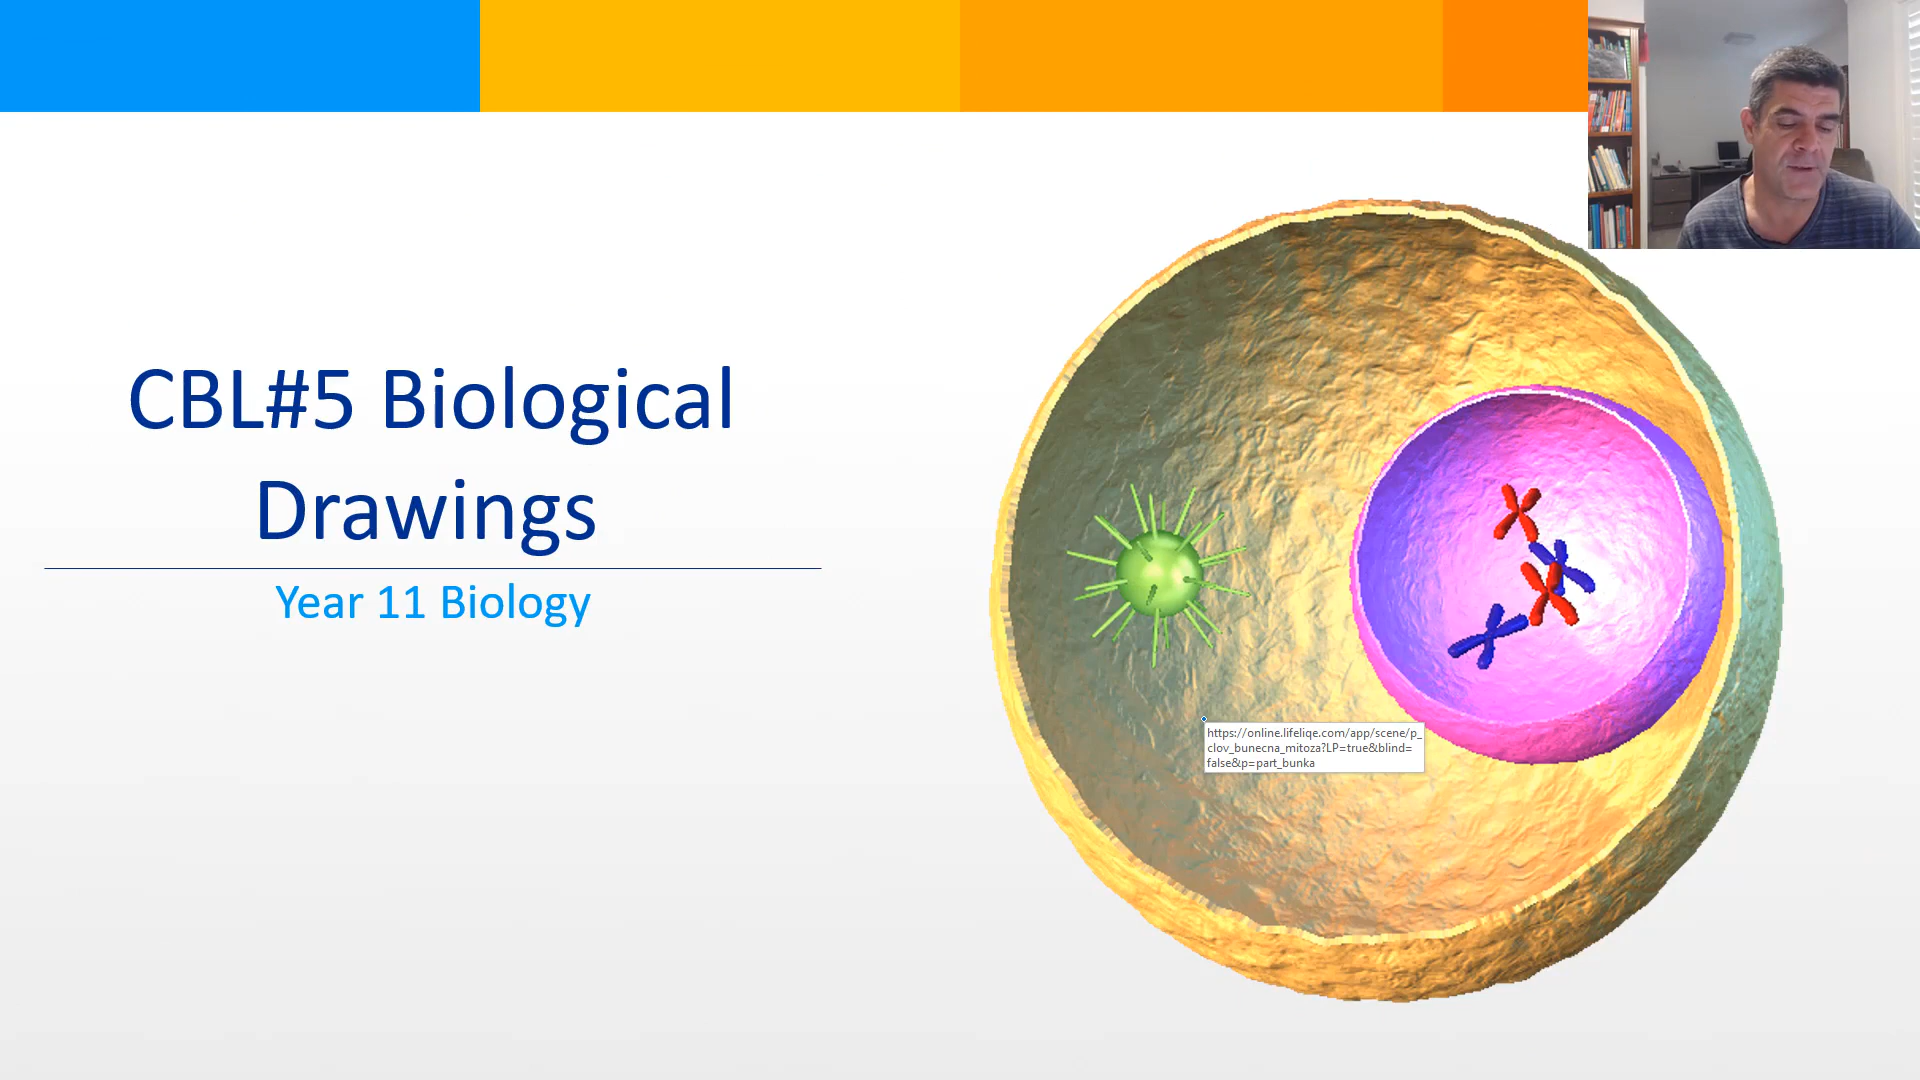 CBL#5 Biological
Drawings
Year 11 Biology
https://online.lifeliqe.com/app/scene/p_
clov_bunecna_mitoza?LP=true&blind=
false&p=part_bunka